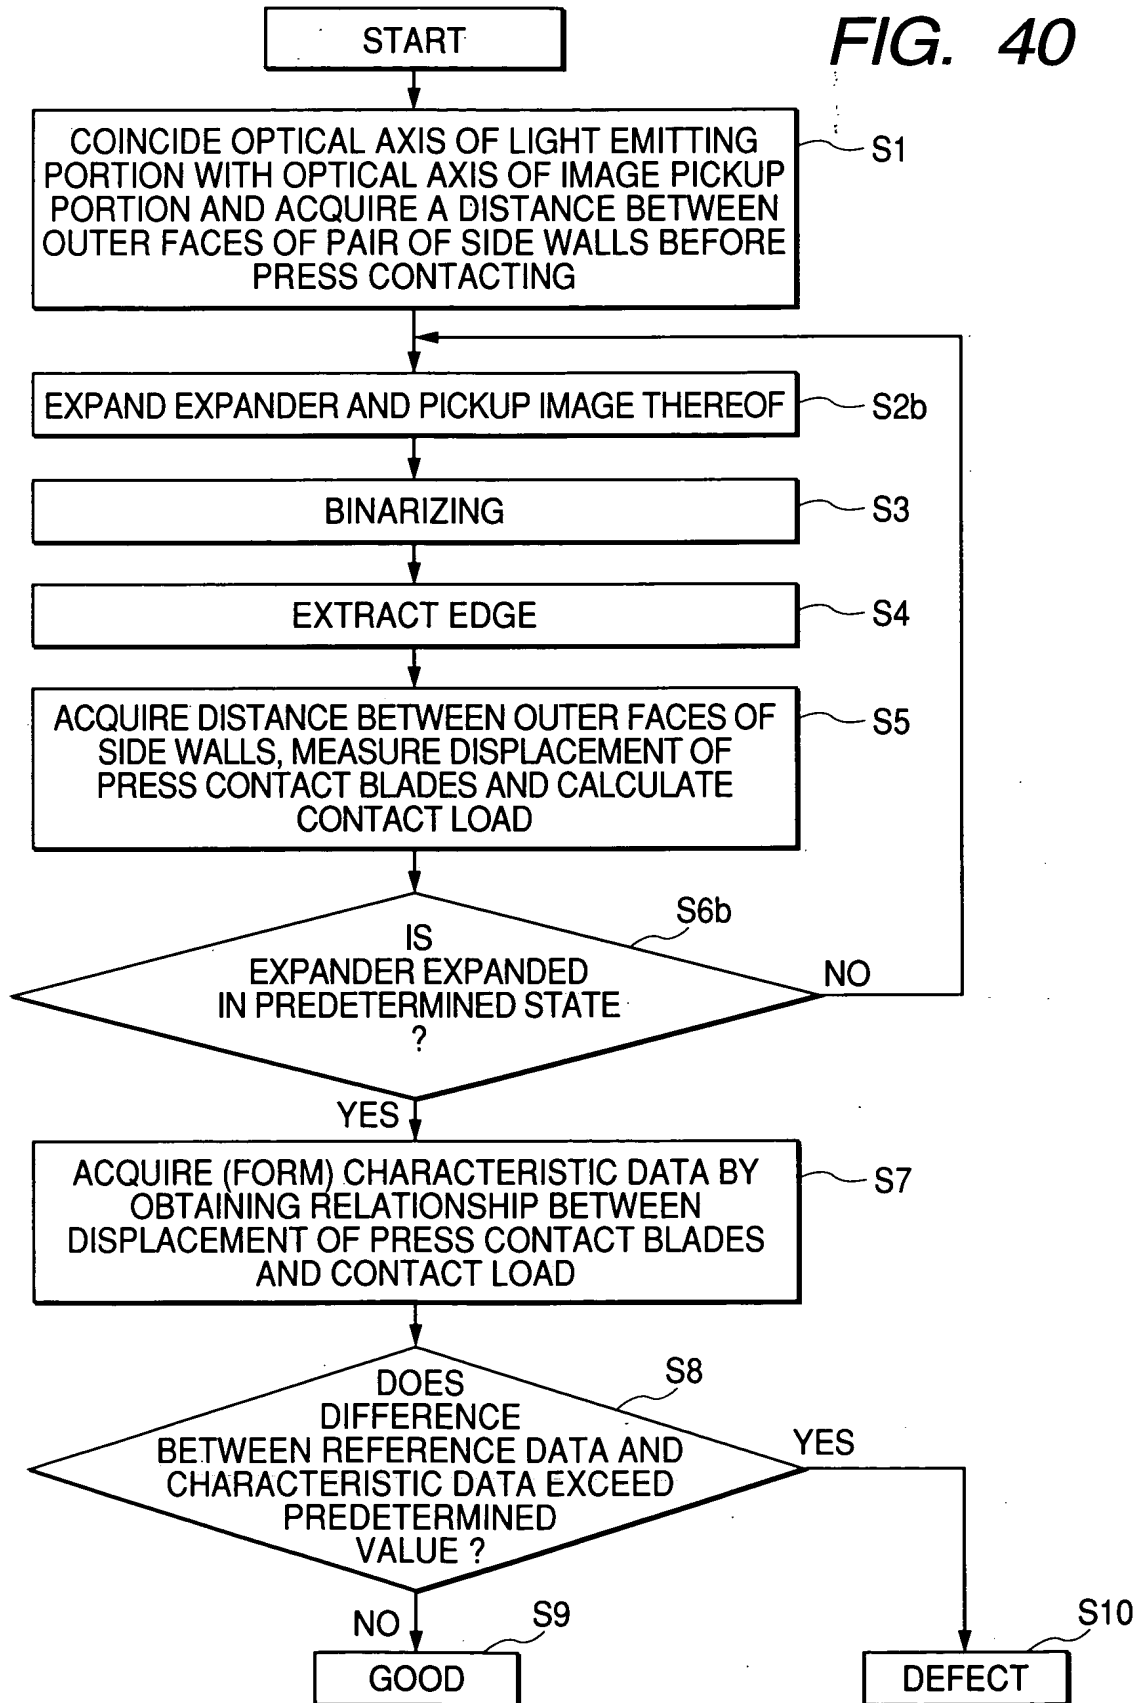 FIG. 40
START
COINCIDE OPTICAL AXIS OF LIGHT EMITTING
PORTION WITH OPTICAL AXIS OF IMAGE PICKUP
PORTION AND ACQUIRE A DISTANCE BETWEEN
OUTER FACES OF PAIR OF SIDE WALLS BEFORE
PRESS CONTACTING
S1
EXPAND EXPANDER AND PICKUP IMAGE THEREOF
S2b
BINARIZING
S3
EXTRACT EDGE
S4
ACQUIRE DISTANCE BETWEEN OUTER FACES OF
SIDE WALLS, MEASURE DISPLACEMENT OF
PRESS CONTACT BLADES AND CALCULATE
CONTACT LOAD
S5
IS
EXPANDER EXPANDED
IN PREDETERMINED STATE
?
S6b
NO
YES
ACQUIRE (FORM) CHARACTERISTIC DATA BY
OBTAINING RELATIONSHIP BETWEEN
DISPLACEMENT OF PRESS CONTACT BLADES
AND CONTACT LOAD
S7
DOES
DIFFERENCE
BETWEEN REFERENCE DATA AND
CHARACTERISTIC DATA EXCEED
PREDETERMINED
VALUE ?
S8
YES
NO
S9
GOOD
S10
DEFECT